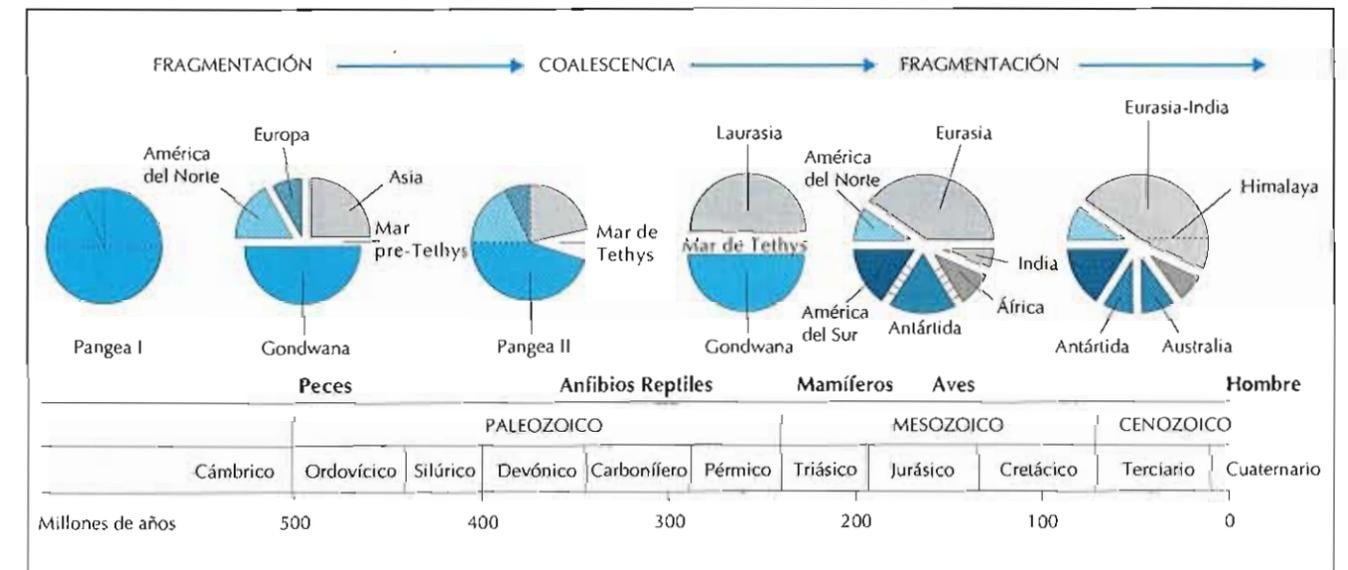 FRAGMENTACIÓN COALESCENCIA FRAGMENTACIÓN
Eurasia-India
Europa
Laurasia
Eurasia
América
del Norte
América
del Norte
Asia
Himalaya
Mar
pre-Tethys
Mar de
Tethys
Mar de Tethys
India
África
América
del Sur
Antártida
Pangea I
Gondwana
Pangea II
Gondwana
Antártida
Australia
Peces Anfibios Reptiles Mamíferos Aves Hombre
PALEOZOICO MESOZOICO CENOZOICO
Cámbrico Ordovícico Silúrico Devónico Carbonífero Pérmico Triásico Jurásico Cretácico Terciario Cuaternario
Millones de años 500 400 300 200 100 0